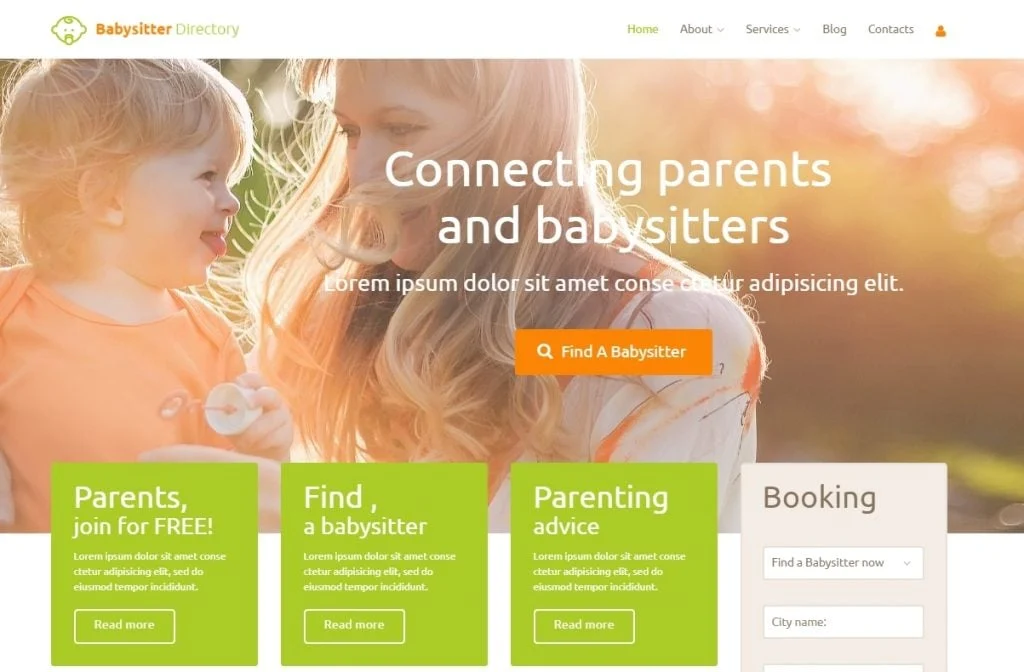 Babysitter Directory
Home About Services Blog Contacts
Connecting parents
and babysitters
Lorem ipsum dolor sit amet conse ctetur adipisicing elit.
Find A Babysitter
Parents,
join for FREE!
Lorem ipsum dolor sit amet conse
ctetur adipisicing elit, sed do
eiusmod tempor incididunt.
Read more
Find ,
a babysitter
Lorem ipsum dolor sit amet conse
ctetur adipisicing elit, sed do
eiusmod tempor incididunt.
Read more
Parenting
advice
Lorem ipsum dolor sit amet conse
ctetur adipisicing elit, sed do
eiusmod tempor incididunt.
Read more
Booking
Find a Babysitter now
City name: